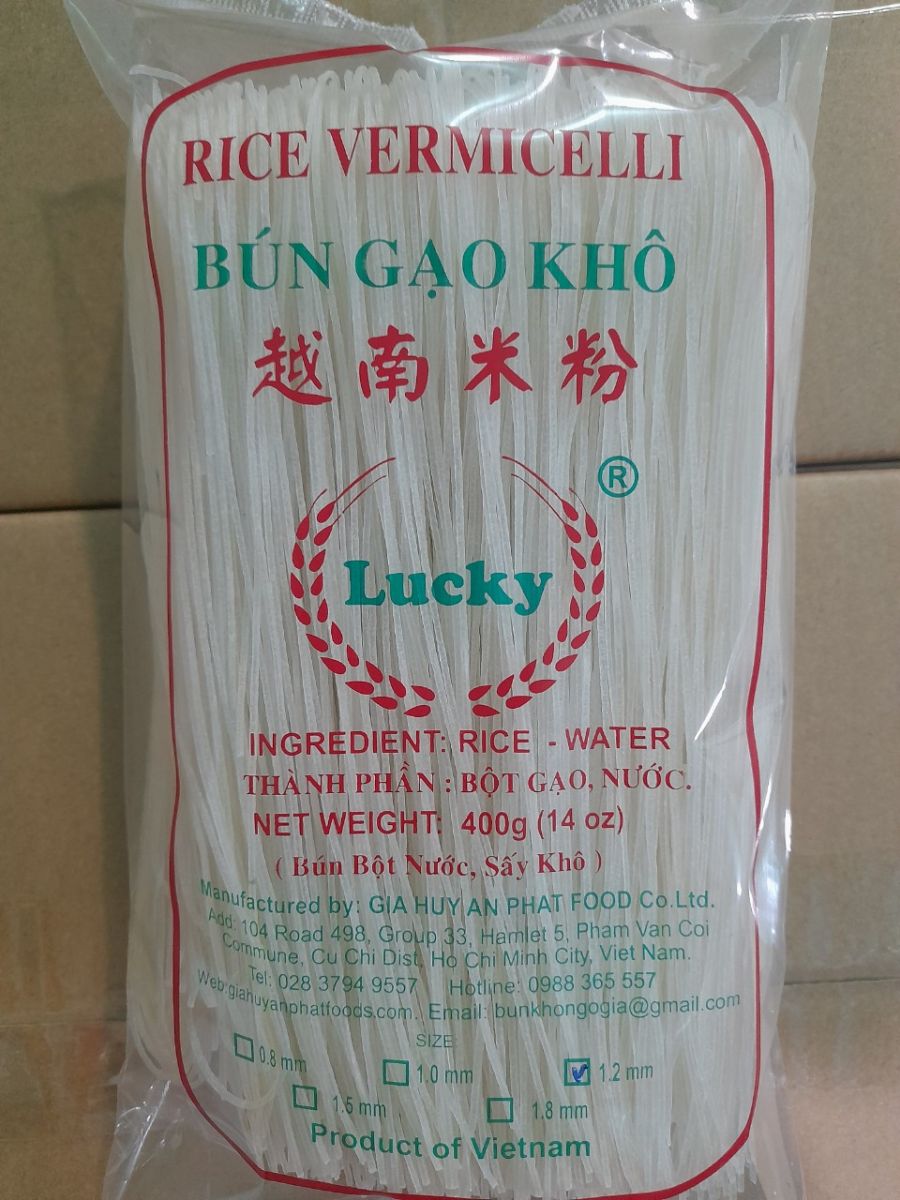 RICE VERMICELLI
BÚN GẠO KHÔ
越南米粉
®
Lucky
INGREDIENT: RICE - WATER
THÀNH PHẦN : BỘT GẠO, NƯỚC.
NET WEIGHT: 400g (14 oz)
( Bún Bột Nước, Sấy Khô )
Manufactured by: GIA HUY AN PHAT FOOD Co.Ltd.
Add: 104 Road 498, Group 33, Hamlet 5, Pham Van Coi
Commune, Cu Chi Dist, Ho Chi Minh City, Viet Nam.
Tel: 028 3794 9557 Hotline: 0988 365 557
Web:giahuyanphatfoods.com. Email: bunkhongogia@gmail.com
SIZE:
0.8 mm 1.0 mm 1.2 mm
1.5 mm 1.8 mm
Product of Vietnam